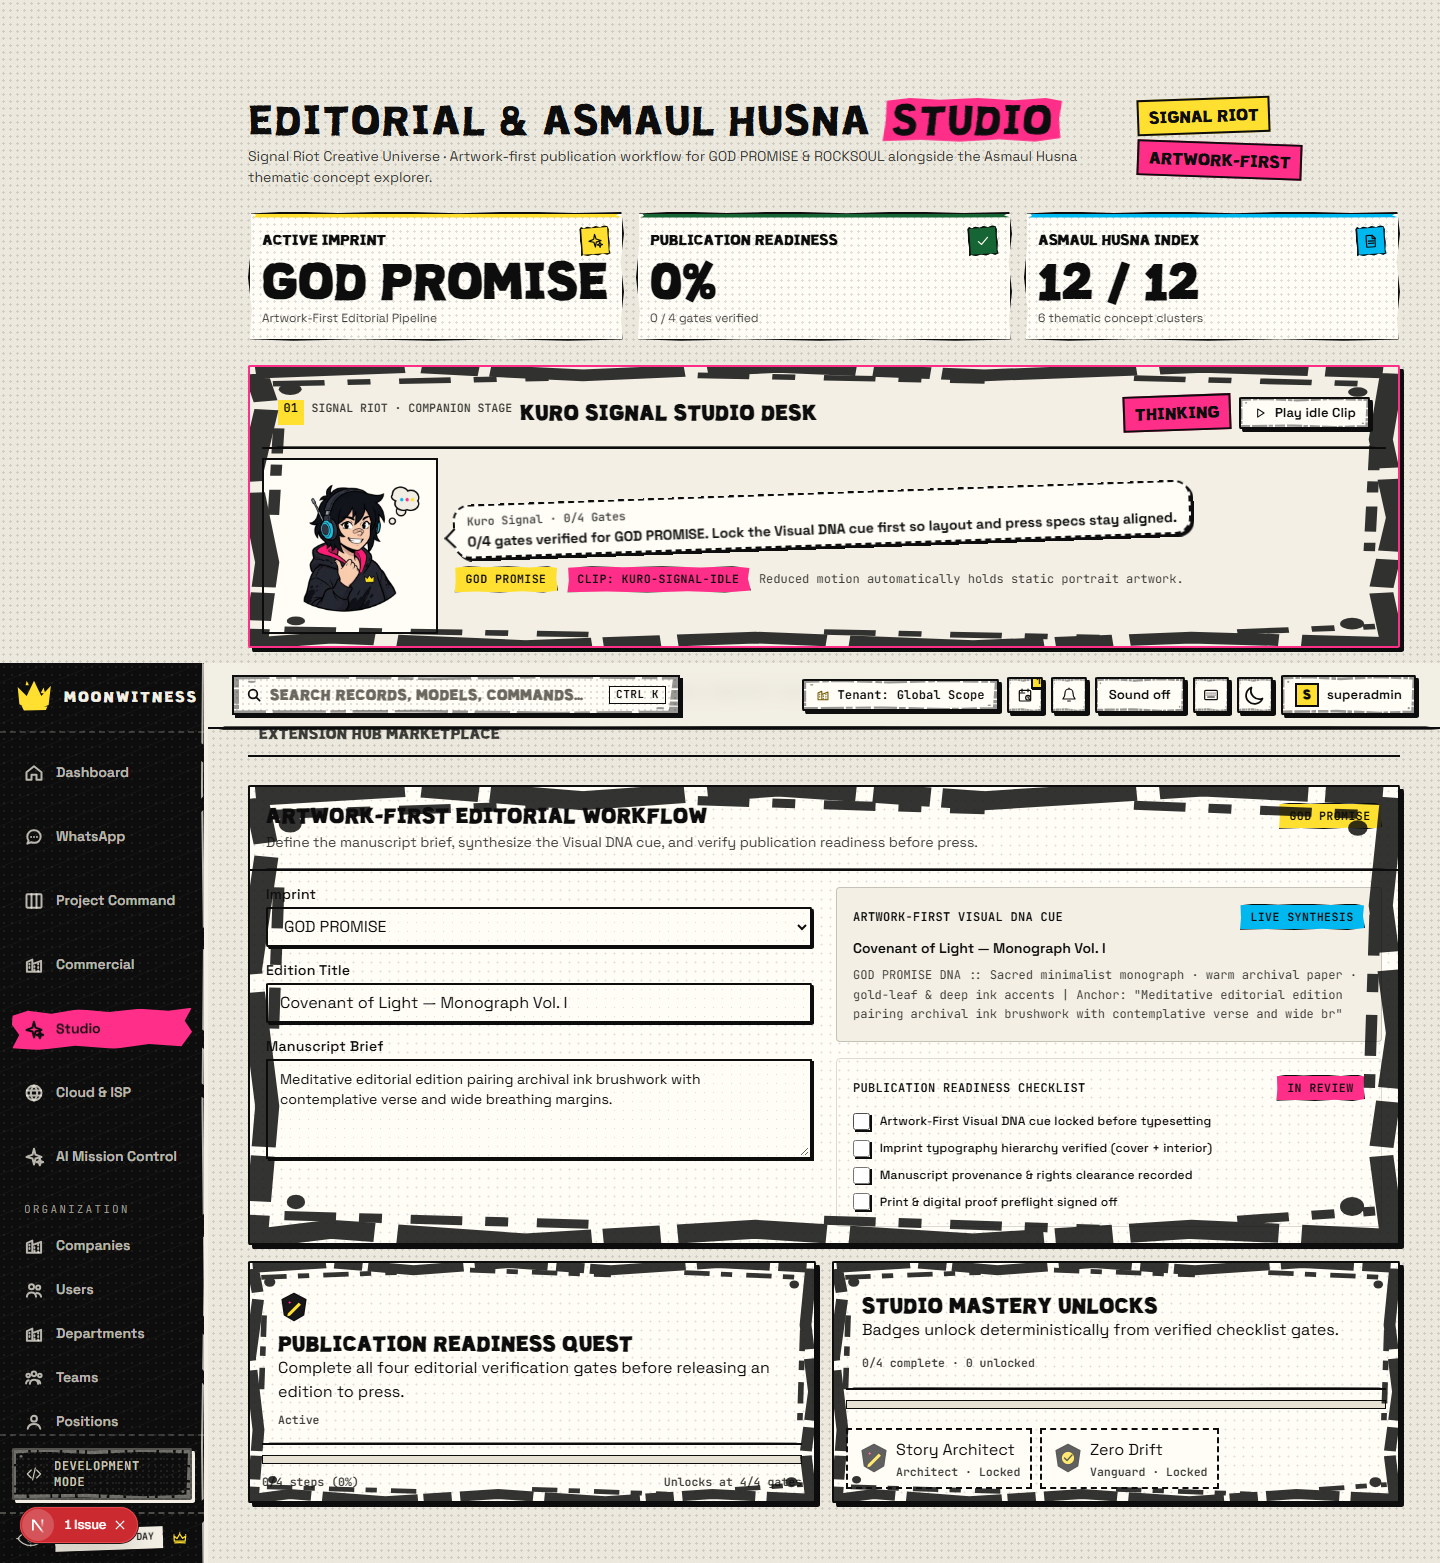 EDITORIAL & ASMAUL HUSNA STUDIO
Signal Riot Creative Universe · Artwork-first publication workflow for GOD PROMISE & ROCKSOUL alongside the Asmaul Husna
thematic concept explorer.
SIGNAL RIOT
ARTWORK-FIRST
ACTIVE IMPRINT
GOD PROMISE
Artwork-First Editorial Pipeline
PUBLICATION READINESS
0%
0 / 4 gates verified
ASMAUL HUSNA INDEX
12 / 12
6 thematic concept clusters
01 SIGNAL RIOT · COMPANION STAGE KURO SIGNAL STUDIO DESK
THINKING
Play idle Clip
Kuro Signal · 0/4 Gates
0/4 gates verified for GOD PROMISE. Lock the Visual DNA cue first so layout and press specs stay aligned.
GOD PROMISE CLIP: KURO-SIGNAL-IDLE Reduced motion automatically holds static portrait artwork.
MOONWITNESS
SEARCH RECORDS, MODELS, COMMANDS... CTRL K
Tenant: Global Scope
Sound off
S superadmin
EXTENSION HUB MARKETPLACE
Dashboard
WhatsApp
Project Command
Commercial
Studio
Cloud & ISP
AI Mission Control
ORGANIZATION
Companies
Users
Departments
Teams
Positions
DEVELOPMENT
MODE
1 Issue
DAY
ARTWORK-FIRST EDITORIAL WORKFLOW
Define the manuscript brief, synthesize the Visual DNA cue, and verify publication readiness before press.
GOD PROMISE
Imprint
GOD PROMISE
Edition Title
Covenant of Light — Monograph Vol. I
Manuscript Brief
Meditative editorial edition pairing archival ink brushwork with
contemplative verse and wide breathing margins.
ARTWORK-FIRST VISUAL DNA CUE
LIVE SYNTHESIS
Covenant of Light — Monograph Vol. I
GOD PROMISE DNA :: Sacred minimalist monograph · warm archival paper ·
gold-leaf & deep ink accents | Anchor: "Meditative editorial edition
pairing archival ink brushwork with contemplative verse and wide br"
PUBLICATION READINESS CHECKLIST
IN REVIEW
Artwork-First Visual DNA cue locked before typesetting
Imprint typography hierarchy verified (cover + interior)
Manuscript provenance & rights clearance recorded
Print & digital proof preflight signed off
PUBLICATION READINESS QUEST
Complete all four editorial verification gates before releasing an
edition to press.
Active
0/4 steps (0%)
Unlocks at 4/4 gates
STUDIO MASTERY UNLOCKS
Badges unlock deterministically from verified checklist gates.
0/4 complete · 0 unlocked
Story Architect
Architect · Locked
Zero Drift
Vanguard · Locked